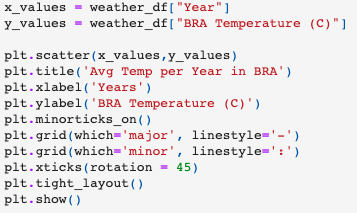 x_values = weather_df["Year"]
y_values = weather_df["BRA Temperature (C)"]
plt.scatter(x_values,y_values)
plt.title('Avg Temp per Year in BRA')
plt.xlabel('Years')
plt.ylabel('BRA Temperature (C)')
plt.minorticks_on()
plt.grid(which='major', linestyle='-')
plt.grid(which='minor', linestyle=':')
plt.xticks(rotation = 45)
plt.tight_layout()
plt.show()